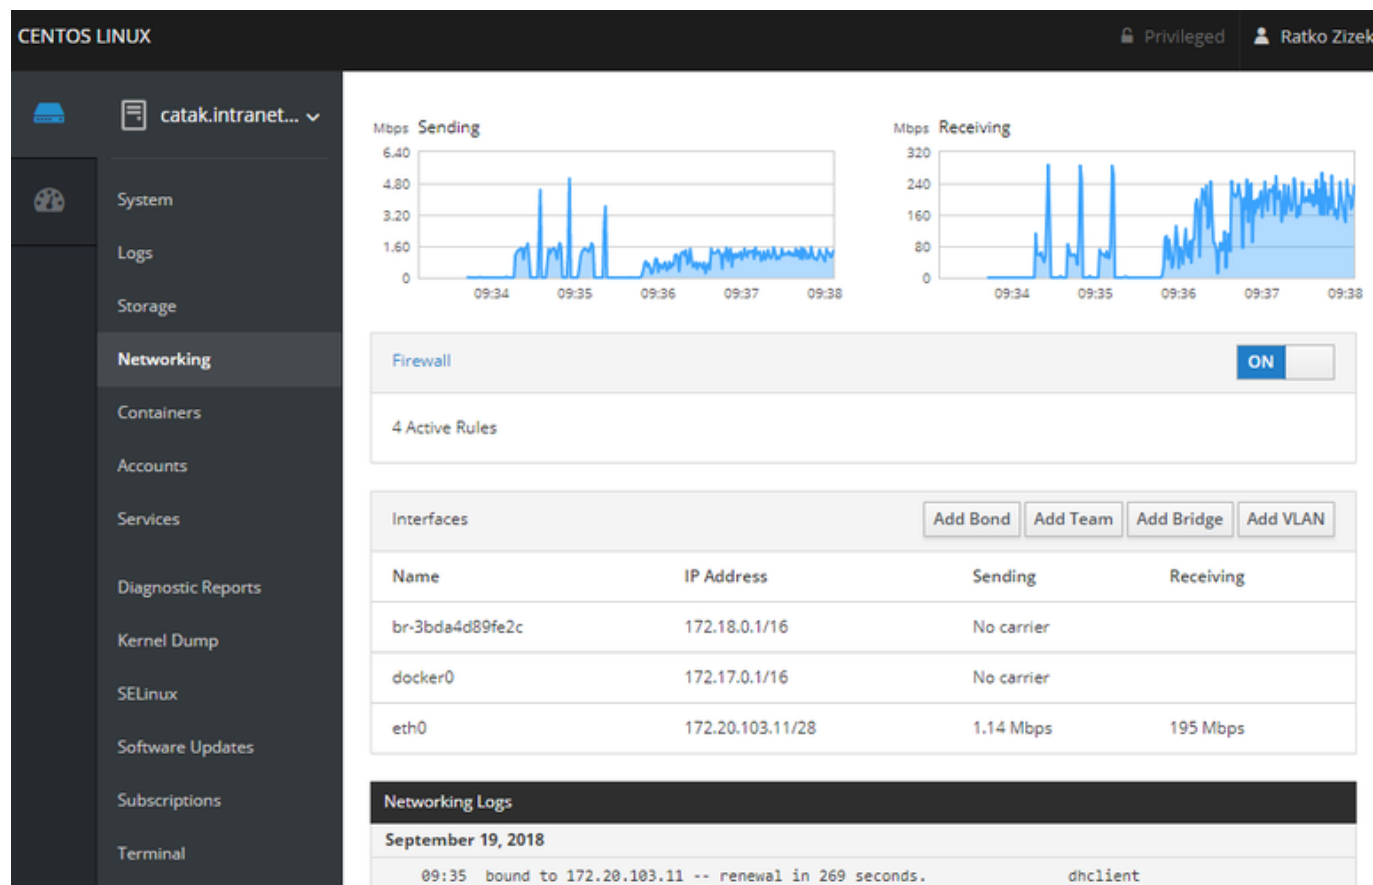 CENTOS LINUX
Privileged
Ratko Zizek
catak.intranet...
System
Logs
Storage
Networking
Containers
Accounts
Services
Diagnostic Reports
Kernel Dump
SELinux
Software Updates
Subscriptions
Terminal
Mbps Sending
6.40
4.80
3.20
1.60
0
09:34 09:35 09:36 09:37 09:38
Mbps Receiving
320
240
160
80
0
09:34 09:35 09:36 09:37 09:38
Firewall ON
4 Active Rules
Interfaces Add Bond Add Team Add Bridge Add VLAN
Name IP Address Sending Receiving
br-3bda4d89fe2c 172.18.0.1/16 No carrier
docker0 172.17.0.1/16 No carrier
eth0 172.20.103.11/28 1.14 Mbps 195 Mbps
Networking Logs
September 19, 2018
09:35 bound to 172.20.103.11 -- renewal in 269 seconds. dhclient